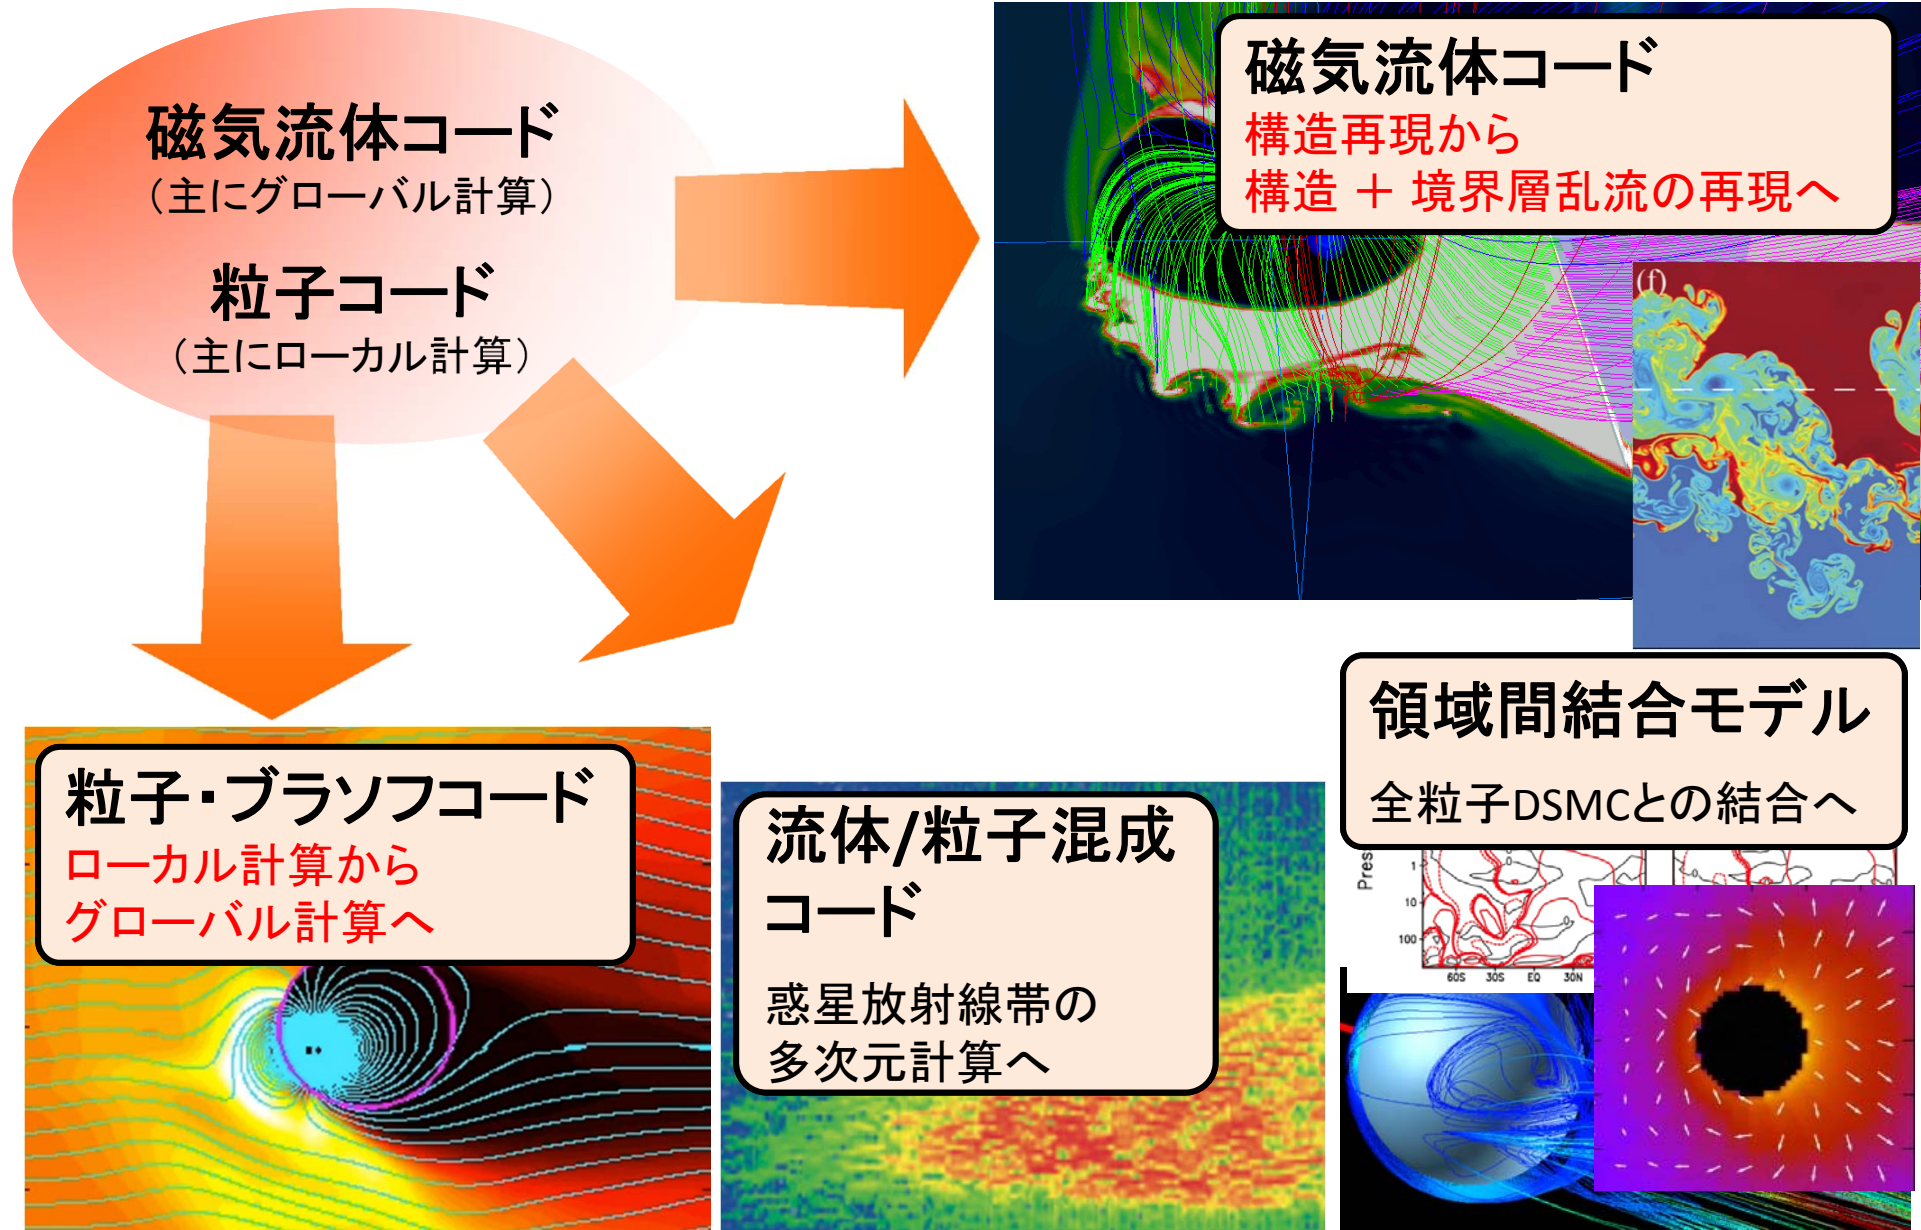 磁気流体コード
（主にグローバル計算）
粒子コード
（主にローカル計算）
磁気流体コード
構造再現から
構造 ＋ 境界層乱流の再現へ
(f)
粒子・ブラソフコード
ローカル計算から
グローバル計算へ
流体/粒子混成
コード
惑星放射線帯の
多次元計算へ
領域間結合モデル
全粒子DSMCとの結合へ
Pres
1
10
100
60S 30S EQ 30N